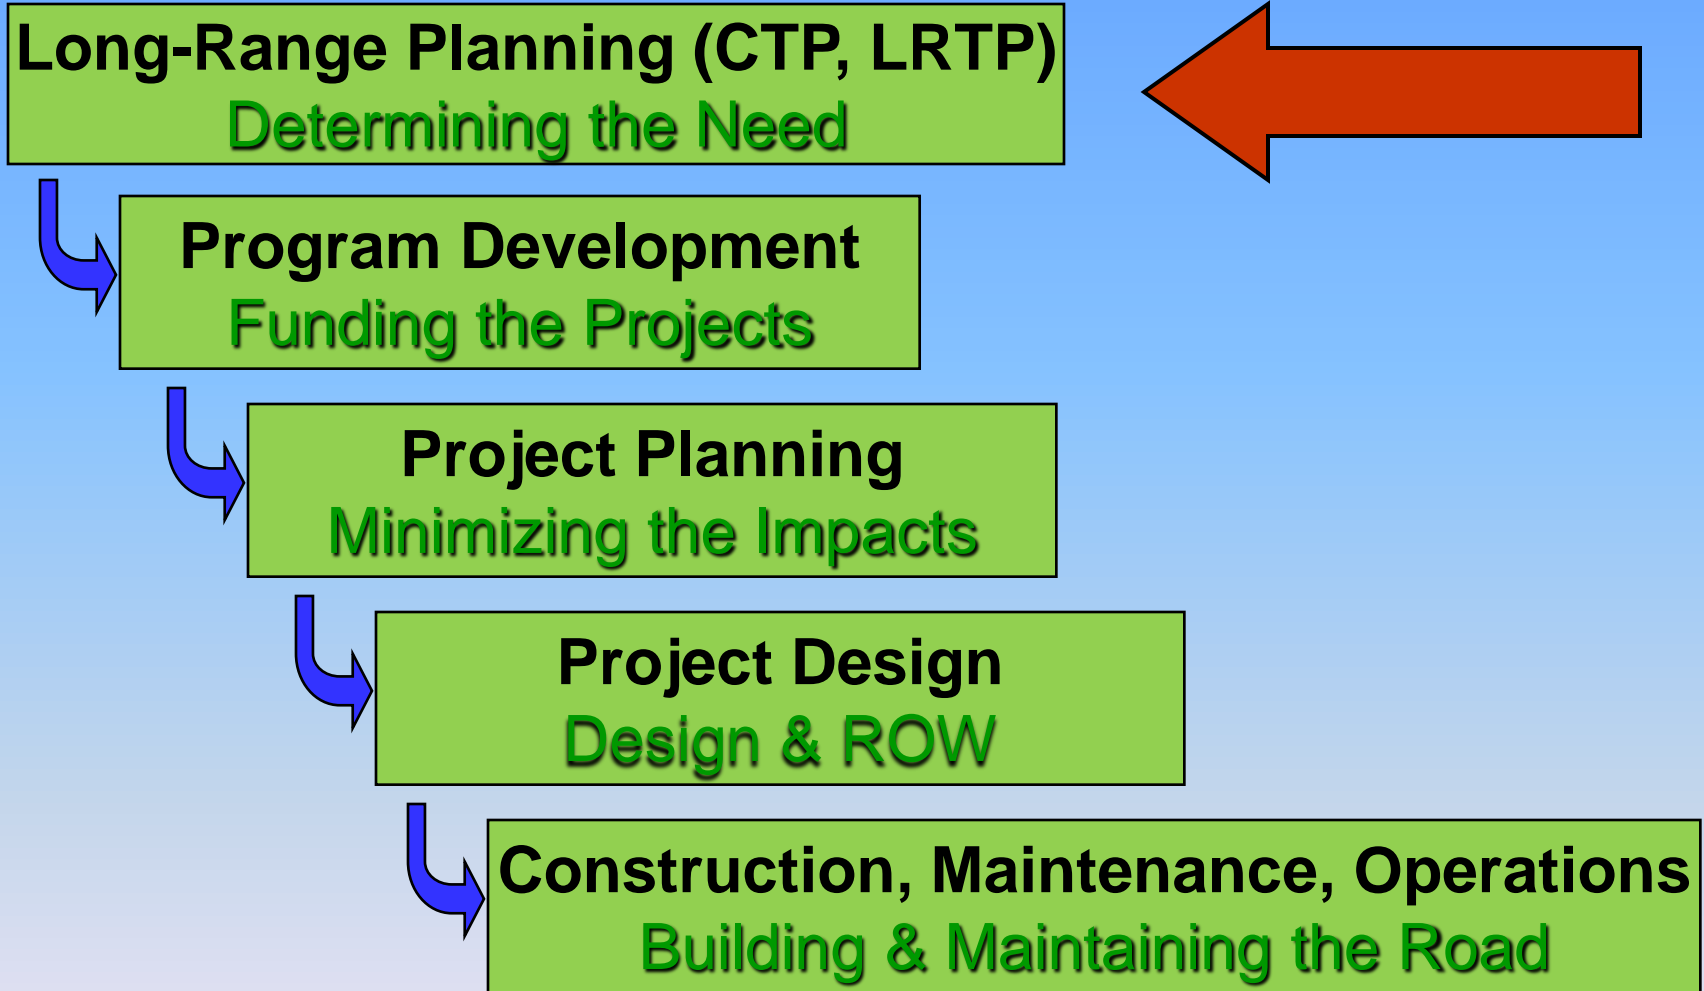 Long-Range Planning (CTP, LRTP)
Determining the Need
Program Development
Funding the Projects
Project Planning
Minimizing the Impacts
Project Design
Design & ROW
Construction, Maintenance, Operations
Building & Maintaining the Road